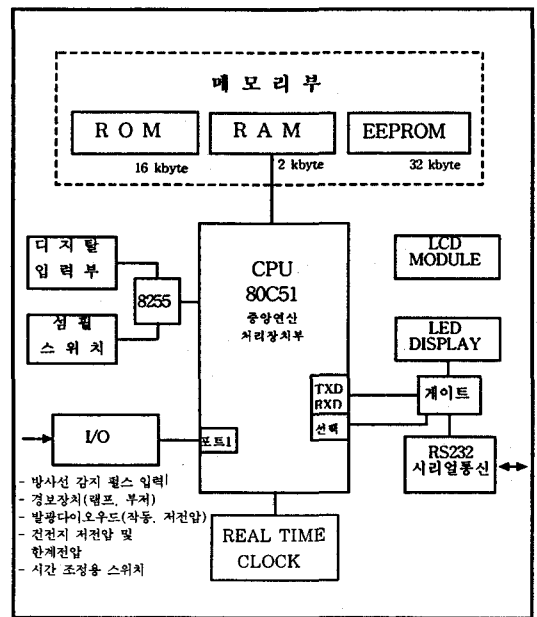 메 모 리 부
R O M
R A M
EEPROM
16 kbyte
2 kbyte
32 kbyte
디 지 탈
입 력 부
8255
섬 휠
스 위 치
CPU
80C51
중앙연산
처리장치부
LCD
MODULE
LED
DISPLAY
TXD
RXD
선택
게이트
I/O
포트1
RS232
시리얼통신
- 방사선 감지 펄스 입력
- 경보장치(램프, 부저)
- 발광다이오우드(작동, 저전압)
- 건전지 저전압 및
한계전압
- 시간 조정용 스위치
REAL TIME
CLOCK